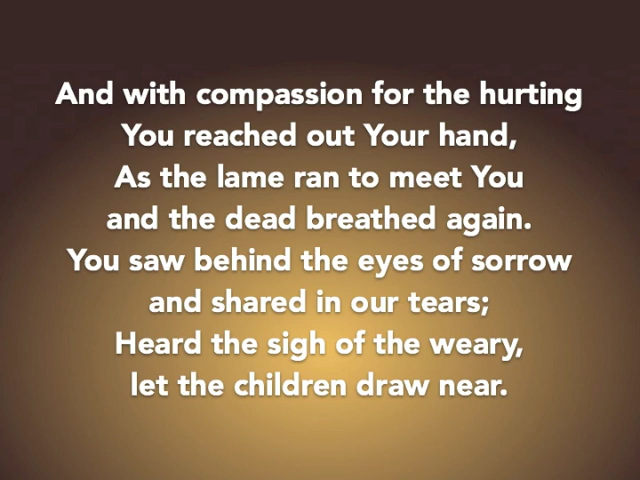 And with compassion for the hurting
You reached out Your hand,
As the lame ran to meet You
and the dead breathed again.
You saw behind the eyes of sorrow
and shared in our tears;
Heard the sigh of the weary,
let the children draw near.